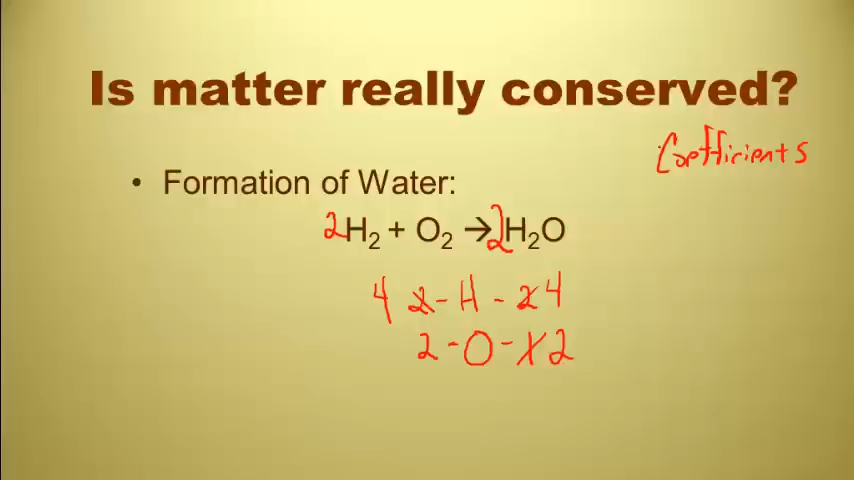 Is matter really conserved?
Coefficients
• Formation of Water:
2H₂ + O₂ → 2H₂O
4 2 - H - 2 4
2 - O - 1 2